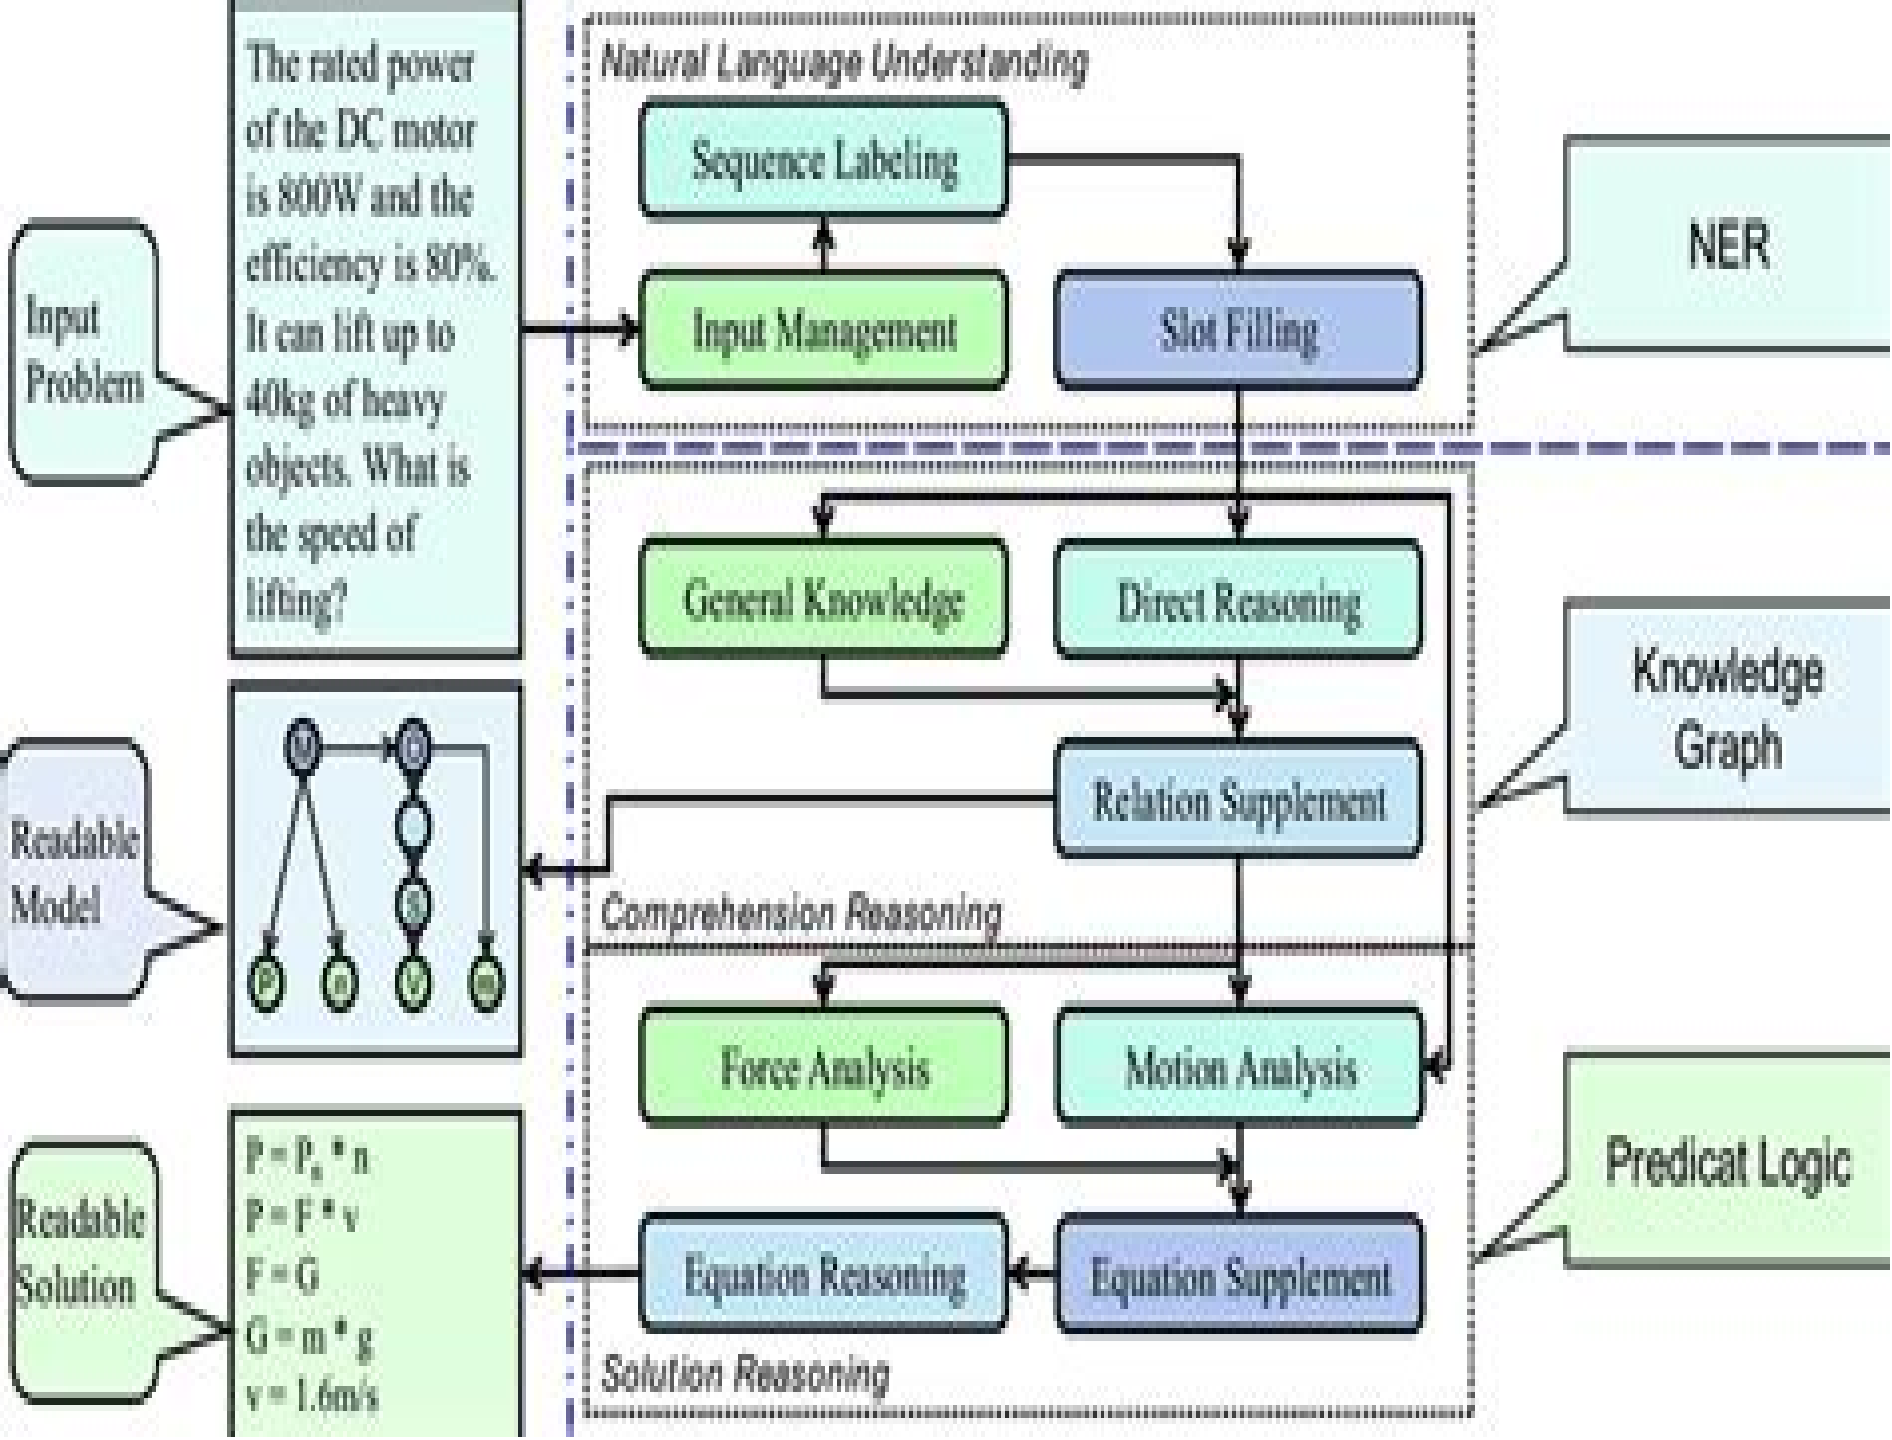 Input
Problem
The rated power
of the DC motor
is 800W and the
efficiency is 80%.
It can lift up to
40kg of heavy
objects. What is
the speed of
lifting?
Natural Language Understanding
Sequence Labeling
Input Management
Slot Filling
NER
General Knowledge
Direct Reasoning
Relation Supplement
Comprehension Reasoning
Knowledge
Graph
Readable
Model
M
P
n
S
V
m
Force Analysis
Motion Analysis
Equation Reasoning
Equation Supplement
Solution Reasoning
Predicat Logic
Readable
Solution
P = Pₙ * n
P = F * v
F = G
G = m * g
v = 1.6m/s